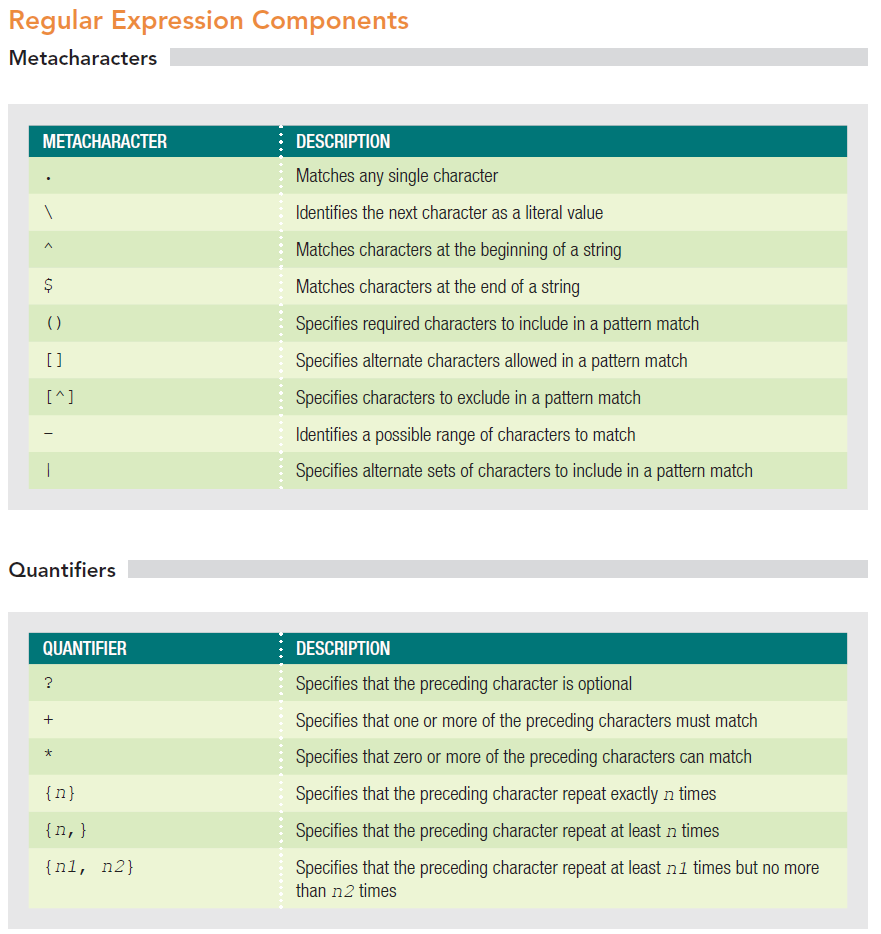 Regular Expression Components
Metacharacters
METACHARACTER DESCRIPTION
. Matches any single character
\ Identifies the next character as a literal value
^ Matches characters at the beginning of a string
$ Matches characters at the end of a string
() Specifies required characters to include in a pattern match
[] Specifies alternate characters allowed in a pattern match
[^] Specifies characters to exclude in a pattern match
- Identifies a possible range of characters to match
| Specifies alternate sets of characters to include in a pattern match
Quantifiers
QUANTIFIER DESCRIPTION
? Specifies that the preceding character is optional
+ Specifies that one or more of the preceding characters must match
* Specifies that zero or more of the preceding characters can match
{n} Specifies that the preceding character repeat exactly n times
{n,} Specifies that the preceding character repeat at least n times
{n1, n2} Specifies that the preceding character repeat at least n1 times but no more
than n2 times